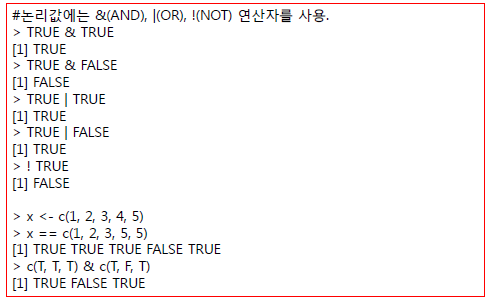 #논리값에는 &(AND), |(OR), !(NOT) 연산자를 사용.
> TRUE & TRUE
[1] TRUE
> TRUE & FALSE
[1] FALSE
> TRUE | TRUE
[1] TRUE
> TRUE | FALSE
[1] TRUE
> ! TRUE
[1] FALSE

> x <- c(1, 2, 3, 4, 5)
> x == c(1, 2, 3, 5, 5)
[1] TRUE TRUE TRUE FALSE TRUE
> c(T, T, T) & c(T, F, T)
[1] TRUE FALSE TRUE